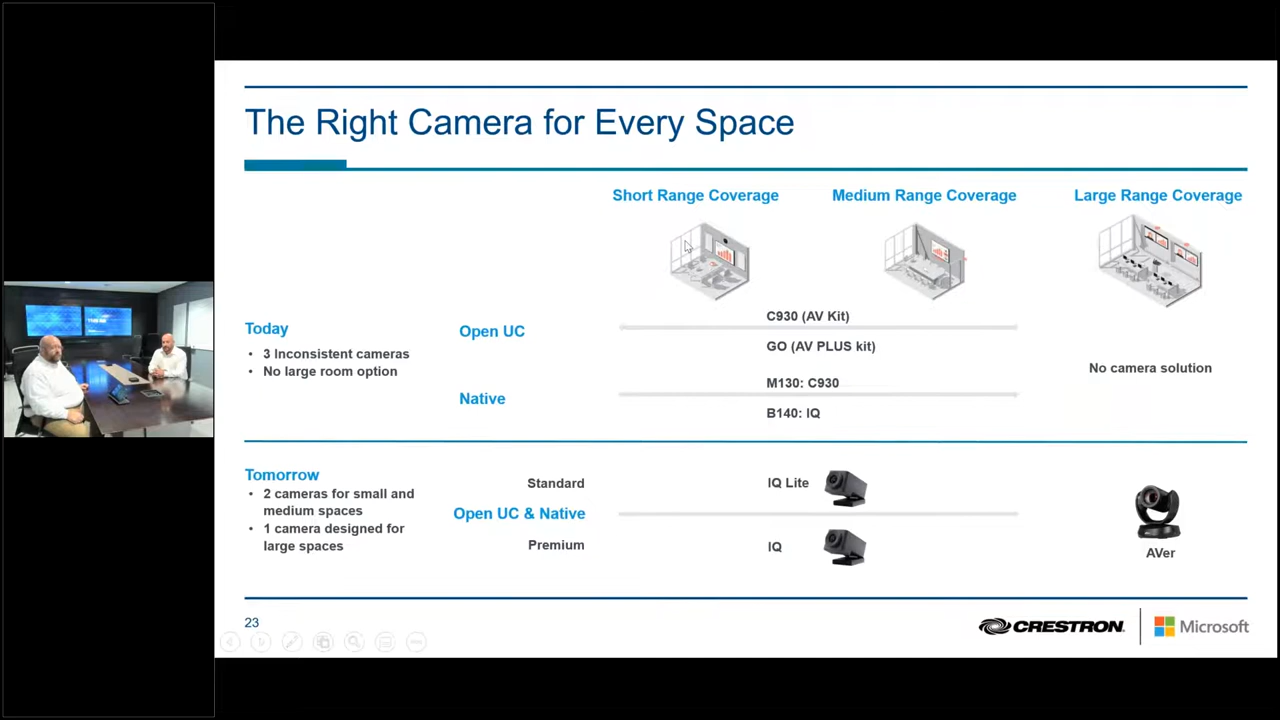 The Right Camera for Every Space
Short Range Coverage
Medium Range Coverage
Large Range Coverage
Today
• 3 Inconsistent cameras
• No large room option
Open UC
C930 (AV Kit)
GO (AV PLUS kit)
Native
M130: C930
B140: IQ
No camera solution
Tomorrow
• 2 cameras for small and
medium spaces
• 1 camera designed for
large spaces
Standard
IQ Lite
Open UC & Native
Premium
IQ
AVer
23
CRESTRON
Microsoft